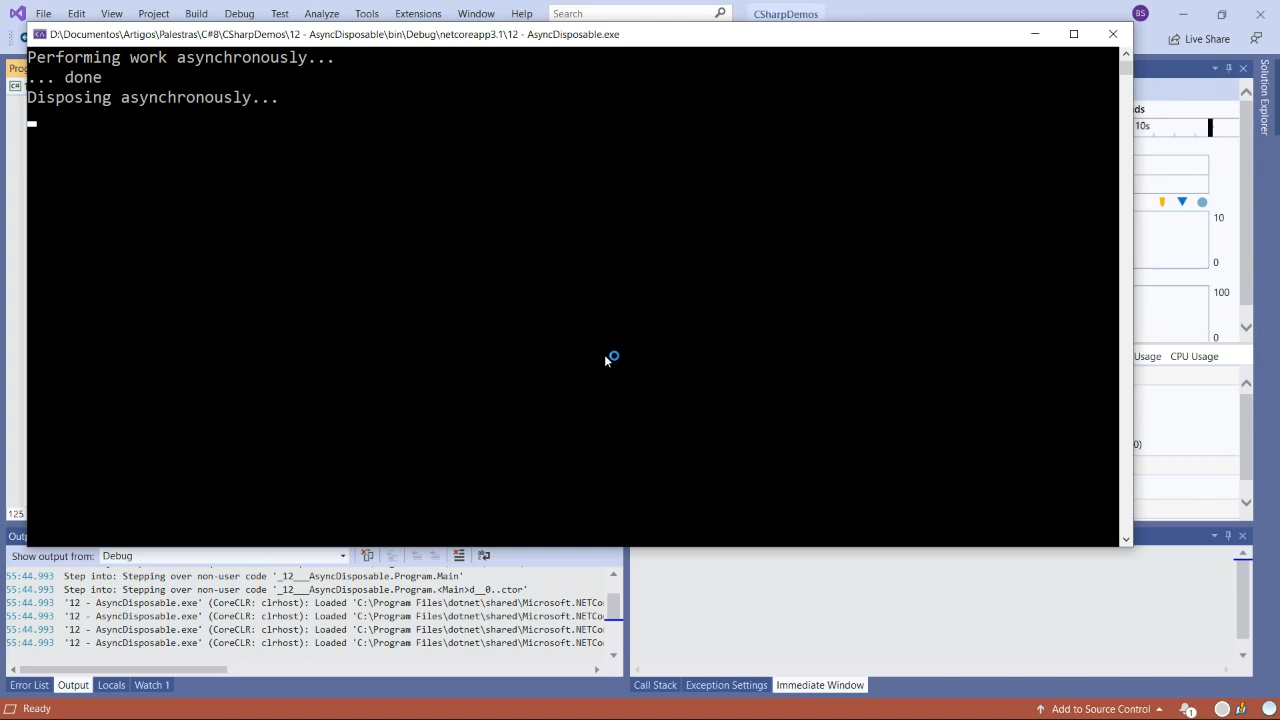 File Edit View Project Build Debug Test Analyze Tools Extensions Window Help Search CSharpDemos BS
Live Share
D:\Documentos\Artigos\Palestras\C#8\CSharpDemos\12 - AsyncDisposable\bin\Debug\netcoreapp3.1\12 - AsyncDisposable.exe
Performing work asynchronously...
... done
Disposing asynchronously...
Solution Explorer
10s
10
0
100
0
Usage CPU Usage
125
Show output from: Debug
55:44.993 Step into: Stepping over non-user code '_12___AsyncDisposable.Program.Main'
55:44.993 Step into: Stepping over non-user code '_12___AsyncDisposable.Program.<Main>d__0..ctor'
55:44.993 '12 - AsyncDisposable.exe' (CoreCLR: clrhost): Loaded 'C:\Program Files\dotnet\shared\Microsoft.NETCo
55:44.993 '12 - AsyncDisposable.exe' (CoreCLR: clrhost): Loaded 'C:\Program Files\dotnet\shared\Microsoft.NETCo
55:44.993 '12 - AsyncDisposable.exe' (CoreCLR: clrhost): Loaded 'C:\Program Files\dotnet\shared\Microsoft.NETCo
55:44.993 '12 - AsyncDisposable.exe' (CoreCLR: clrhost): Loaded 'C:\Program Files\dotnet\shared\Microsoft.NETCo
Error List Output Locals Watch 1
Call Stack Exception Settings Immediate Window
Ready
Add to Source Control 1